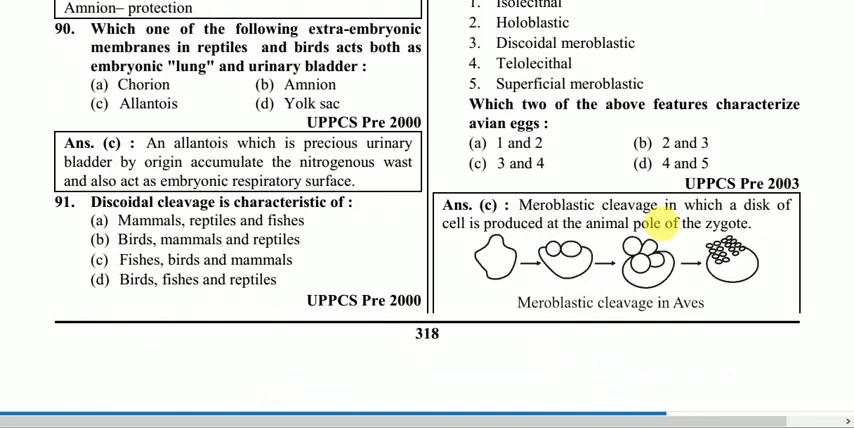 Amnion– protection
90. Which one of the following extra-embryonic
membranes in reptiles and birds acts both as
embryonic "lung" and urinary bladder :
(a) Chorion (b) Amnion
(c) Allantois (d) Yolk sac
UPPCS Pre 2000
Ans. (c) : An allantois which is precious urinary
bladder by origin accumulate the nitrogenous wast
and also act as embryonic respiratory surface.
91. Discoidal cleavage is characteristic of :
(a) Mammals, reptiles and fishes
(b) Birds, mammals and reptiles
(c) Fishes, birds and mammals
(d) Birds, fishes and reptiles
UPPCS Pre 2000
1. Isolecithal
2. Holoblastic
3. Discoidal meroblastic
4. Telolecithal
5. Superficial meroblastic
Which two of the above features characterize
avian eggs :
(a) 1 and 2 (b) 2 and 3
(c) 3 and 4 (d) 4 and 5
UPPCS Pre 2003
Ans. (c) : Meroblastic cleavage in which a disk of
cell is produced at the animal pole of the zygote.
Meroblastic cleavage in Aves
318